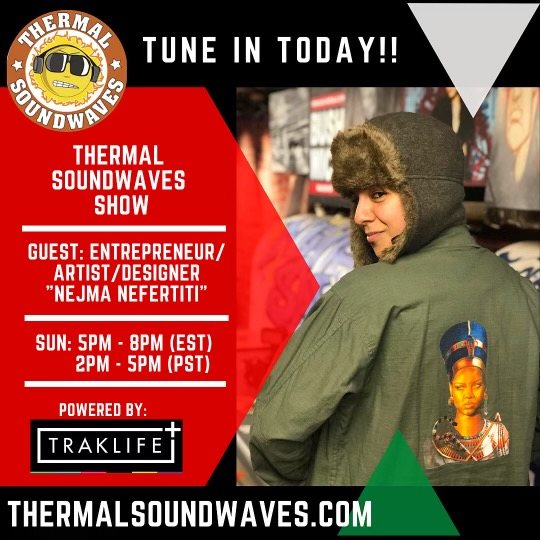 THERMAL
SOUNDWAVES
TUNE IN TODAY!!
THERMAL
SOUNDWAVES
SHOW
GUEST: ENTREPRENEUR/
ARTIST/DESIGNER
"NEJMA NEFERTITI"
SUN: 5PM - 8PM (EST)
2PM - 5PM (PST)
POWERED BY:
TRAKLIFE+
THERMALSOUNDWAVES.COM